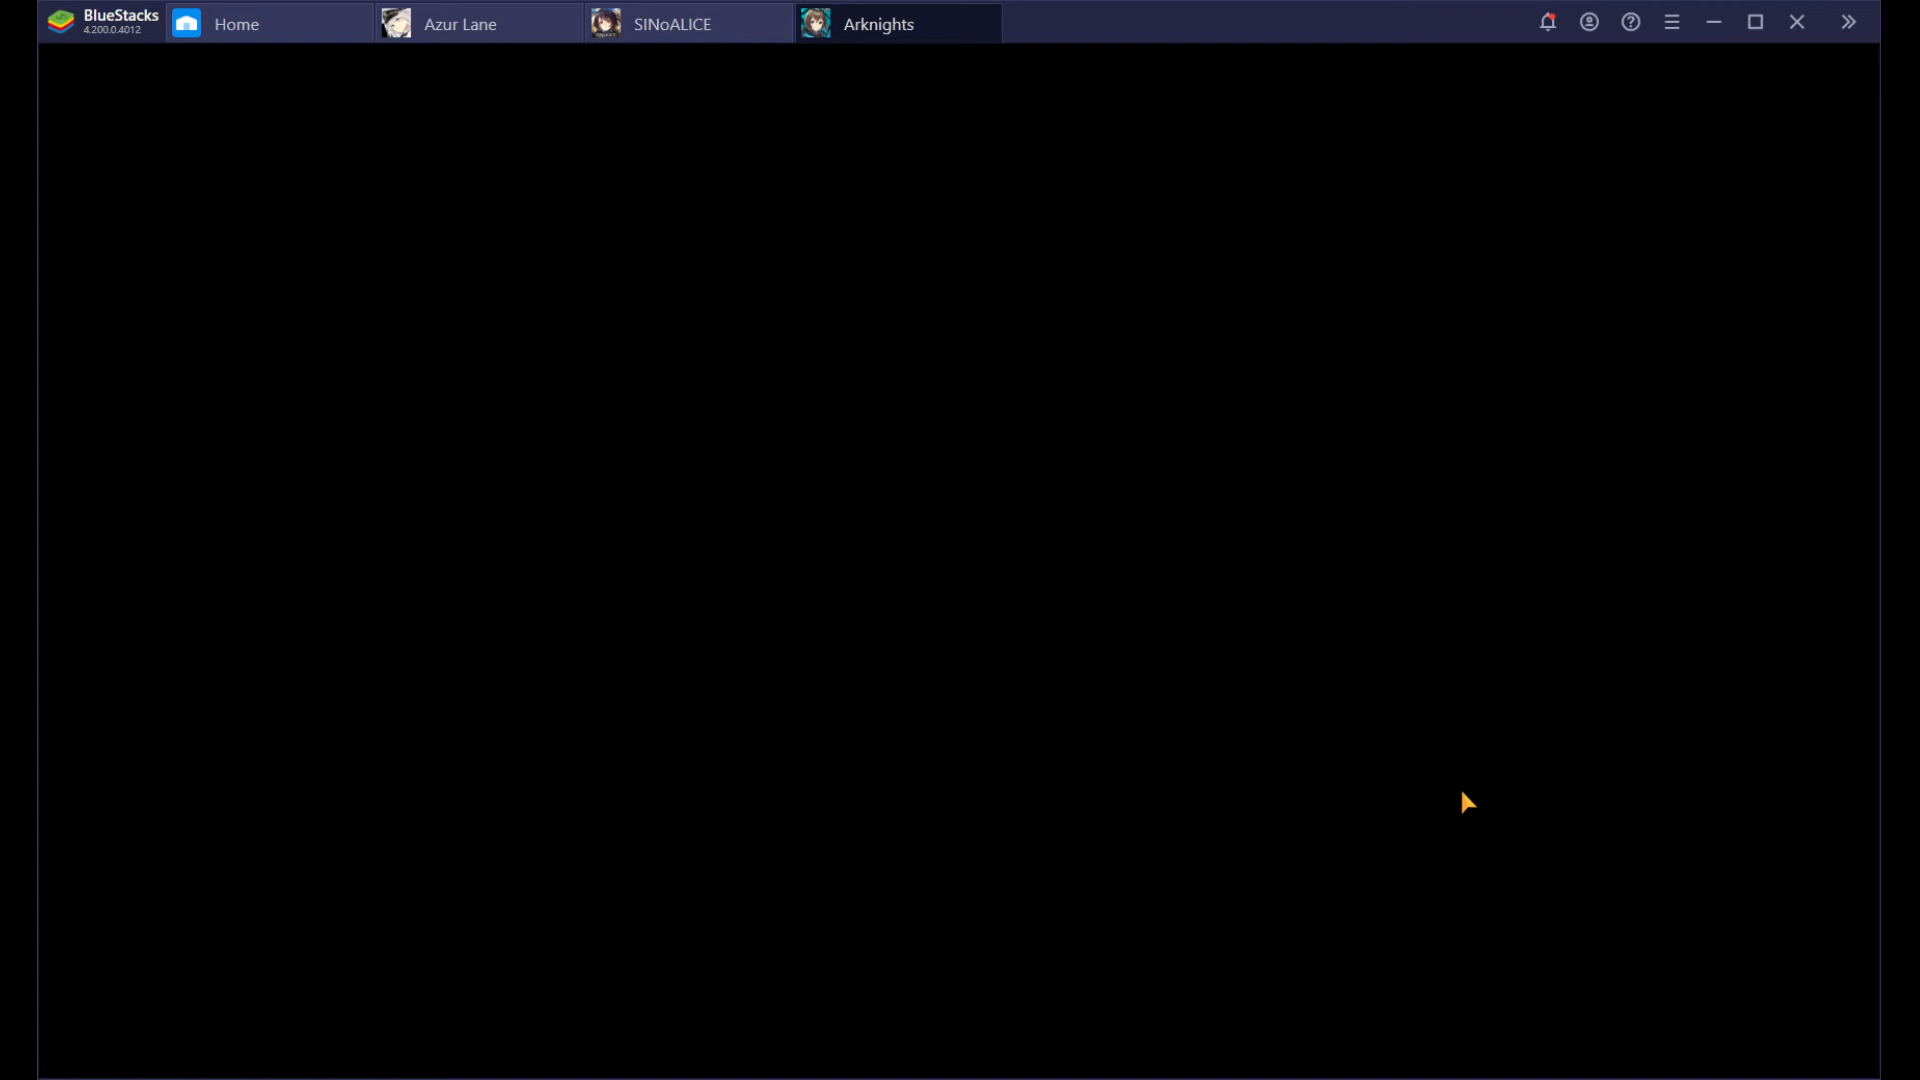 BlueStacks
4.200.0.4012
Home
Azur Lane
SINoALICE
Arknights